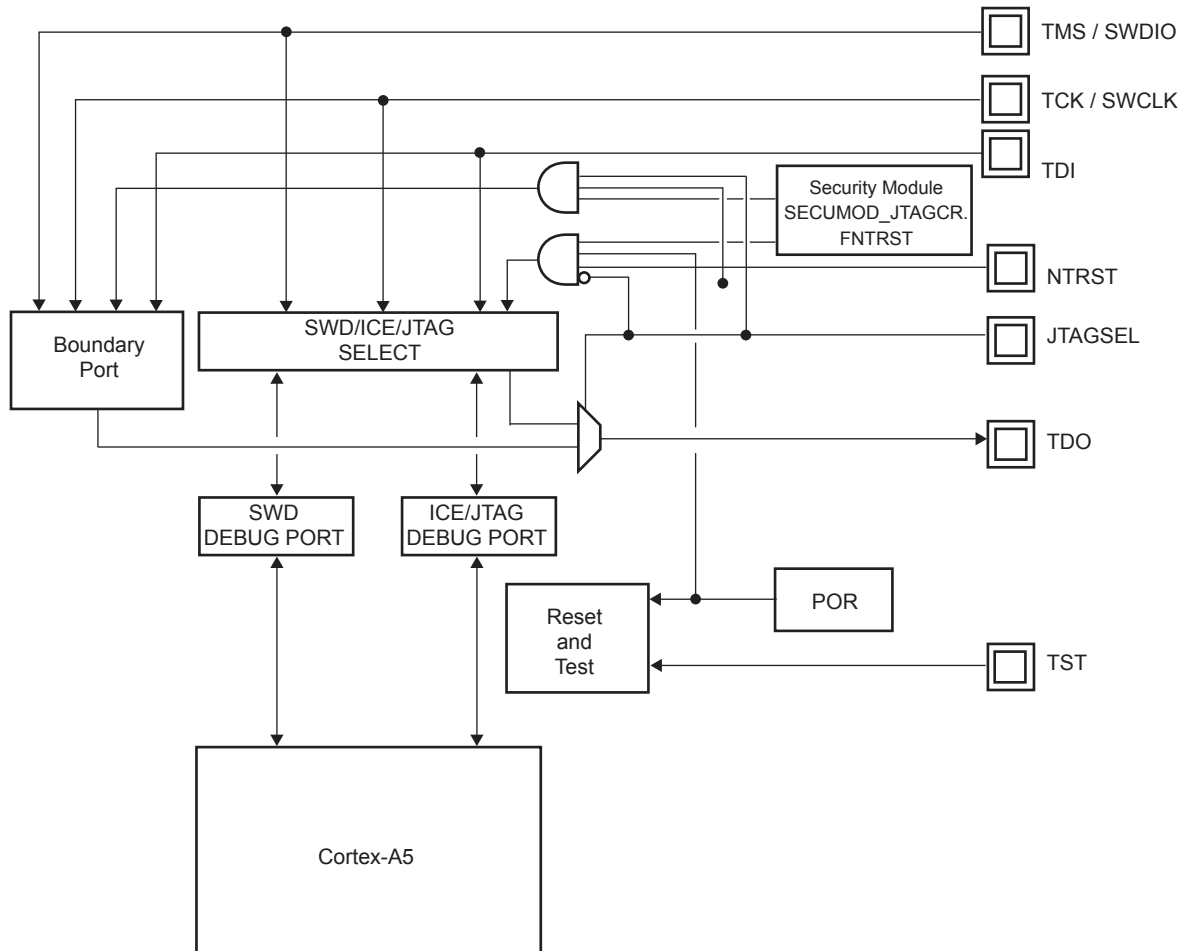 TMS / SWDIO
TCK / SWCLK
TDI
Security Module
SECUMOD_JTAGCR.
FNTRST
NTRST
SWD/ICE/JTAG
SELECT
Boundary
Port
JTAGSEL
TDO
SWD
DEBUG PORT
ICE/JTAG
DEBUG PORT
Reset
and
Test
POR
TST
Cortex-A5